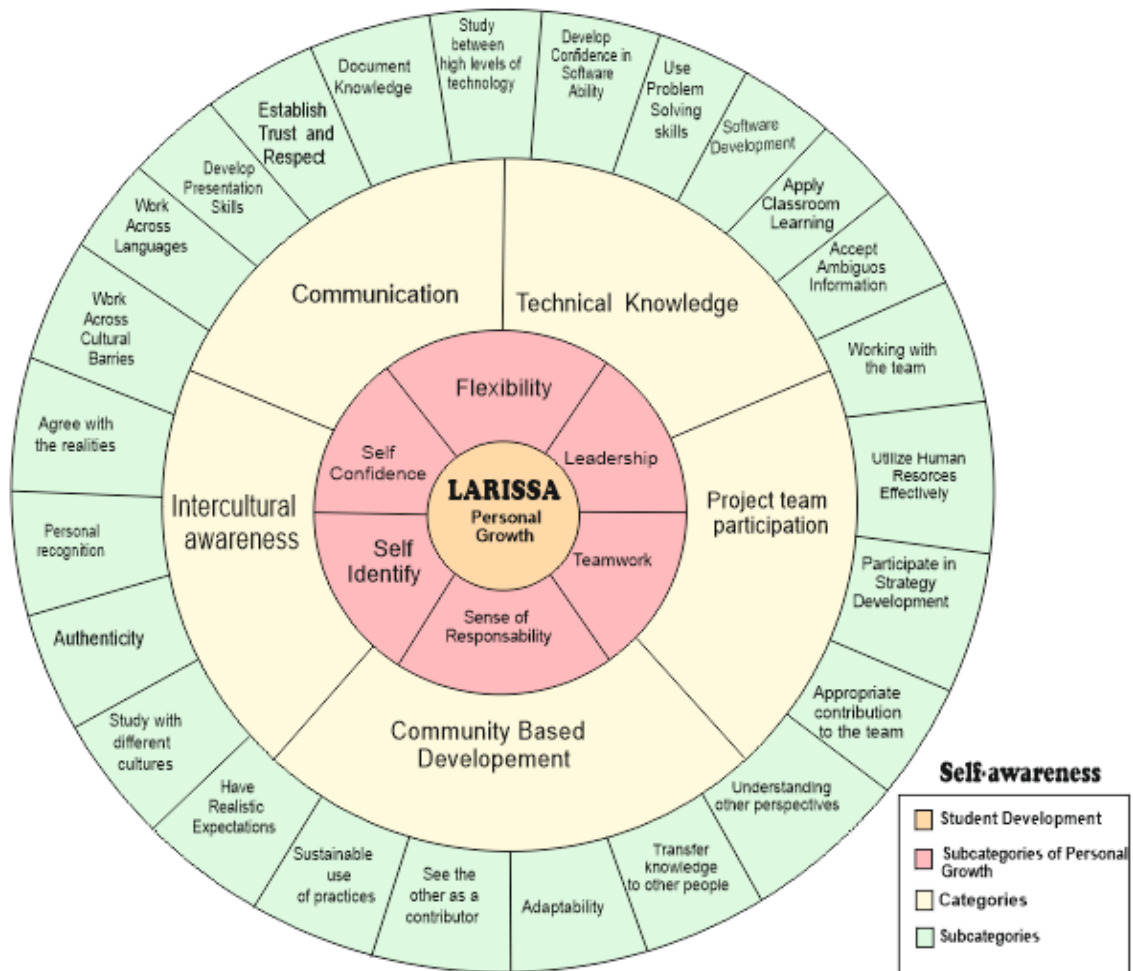 Study
between
high levels of
technology
Develop
Confidence in
Software
Ability
Use
Problem
Solving
skills
Software
Development
Apply
Classroom
Learning
Accept
Ambiguos
Information
Working with
the team
Utilize Human
Resorces
Effectively
Participate in
Strategy
Development
Appropriate
contribution
to the team
Understanding
other perspectives
Transfer
knowledge
to other people
Adaptability
See the
other as a
contributor
Sustainable
use
of practices
Have
Realistic
Expectations
Study with
different
cultures
Authenticity
Personal
recognition
Agree with
the realities
Work
Across
Cultural
Barries
Work
Across
Languages
Develop
Presentation
Skills
Establish
Trust and
Respect
Document
Knowledge
Communication
Technical Knowledge
Project team
participation
Community Based
Developement
Intercultural
awareness
Flexibility
Leadership
Teamwork
Sense of
Responsability
Self
Identify
Self
Confidence
LARISSA
Personal
Growth
Self-awareness
Student Development
Subcategories of Personal
Growth
Categories
Subcategories